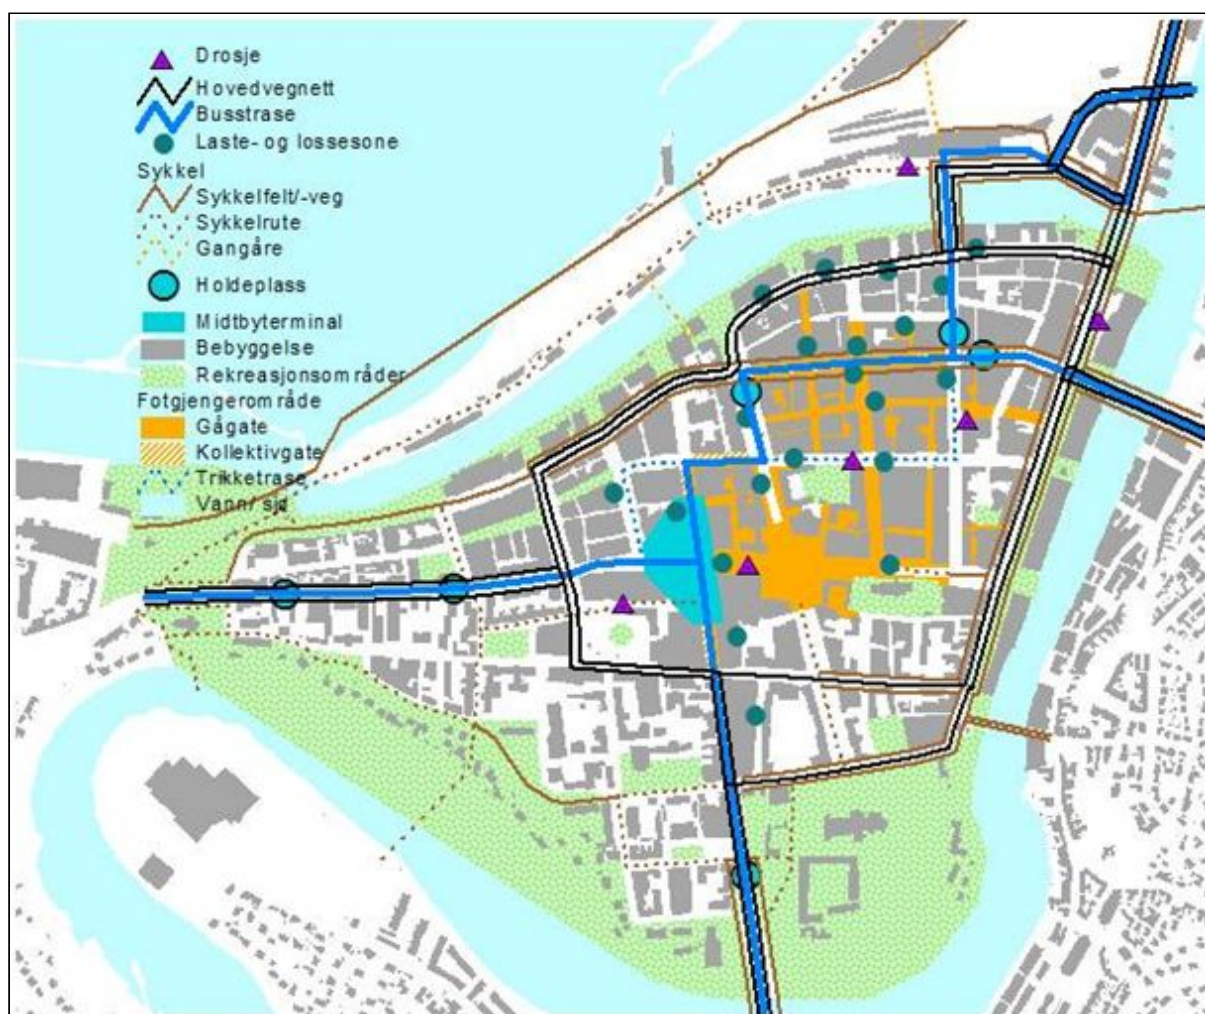 Drosje
Hovedvegnett
Busstrase
Laste- og lossesone
Sykkel
Sykkelfelt/-veg
Sykkelrute
Gangåre
Holdeplass
Midtbyterminal
Bebyggelse
Rekreasjonsområder
Fotgjengerområde
Gågate
Kollektivgate
Trikketrase
Vann/ sjø